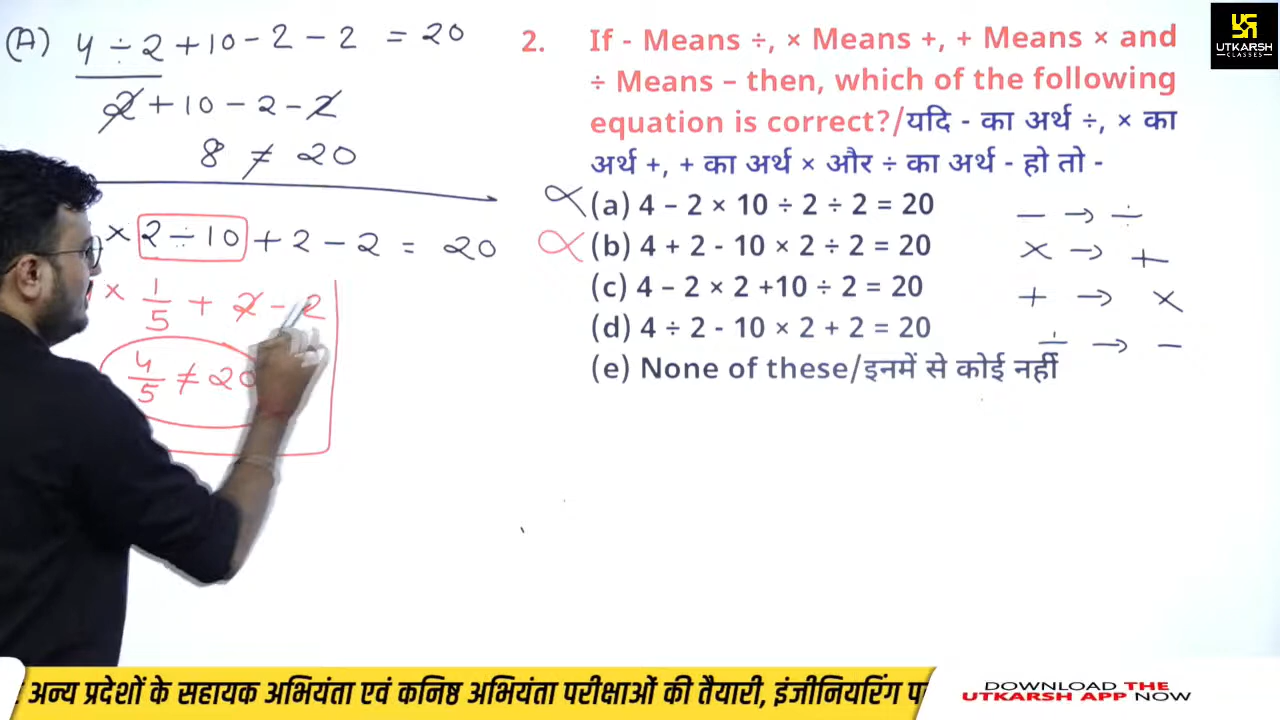 (A) 4 ÷ 2 + 10 - 2 - 2 = 20
2 + 10 - 2 - 2
8 ≠ 20
× 2 ÷ 10 + 2 - 2 = 20
× 1/5 + 2 - 2
4/5 ≠ 20
2. If - Means ÷, × Means +, + Means × and
÷ Means – then, which of the following
equation is correct?/यदि - का अर्थ ÷, × का
अर्थ +, + का अर्थ × और ÷ का अर्थ - हो तो -
(a) 4 – 2 × 10 ÷ 2 ÷ 2 = 20
(b) 4 + 2 - 10 × 2 ÷ 2 = 20
(c) 4 – 2 × 2 +10 ÷ 2 = 20
(d) 4 ÷ 2 - 10 × 2 + 2 = 20
(e) None of these/इनमें से कोई नहीं
− → ÷
× → +
+ → ×
÷ → −
UTKARSH
CLASSES
अन्य प्रदेशों के सहायक अभियंता एवं कनिष्ठ अभियंता परीक्षाओं की तैयारी, इंजीनियरिंग
DOWNLOAD THE
UTKARSH APP NOW